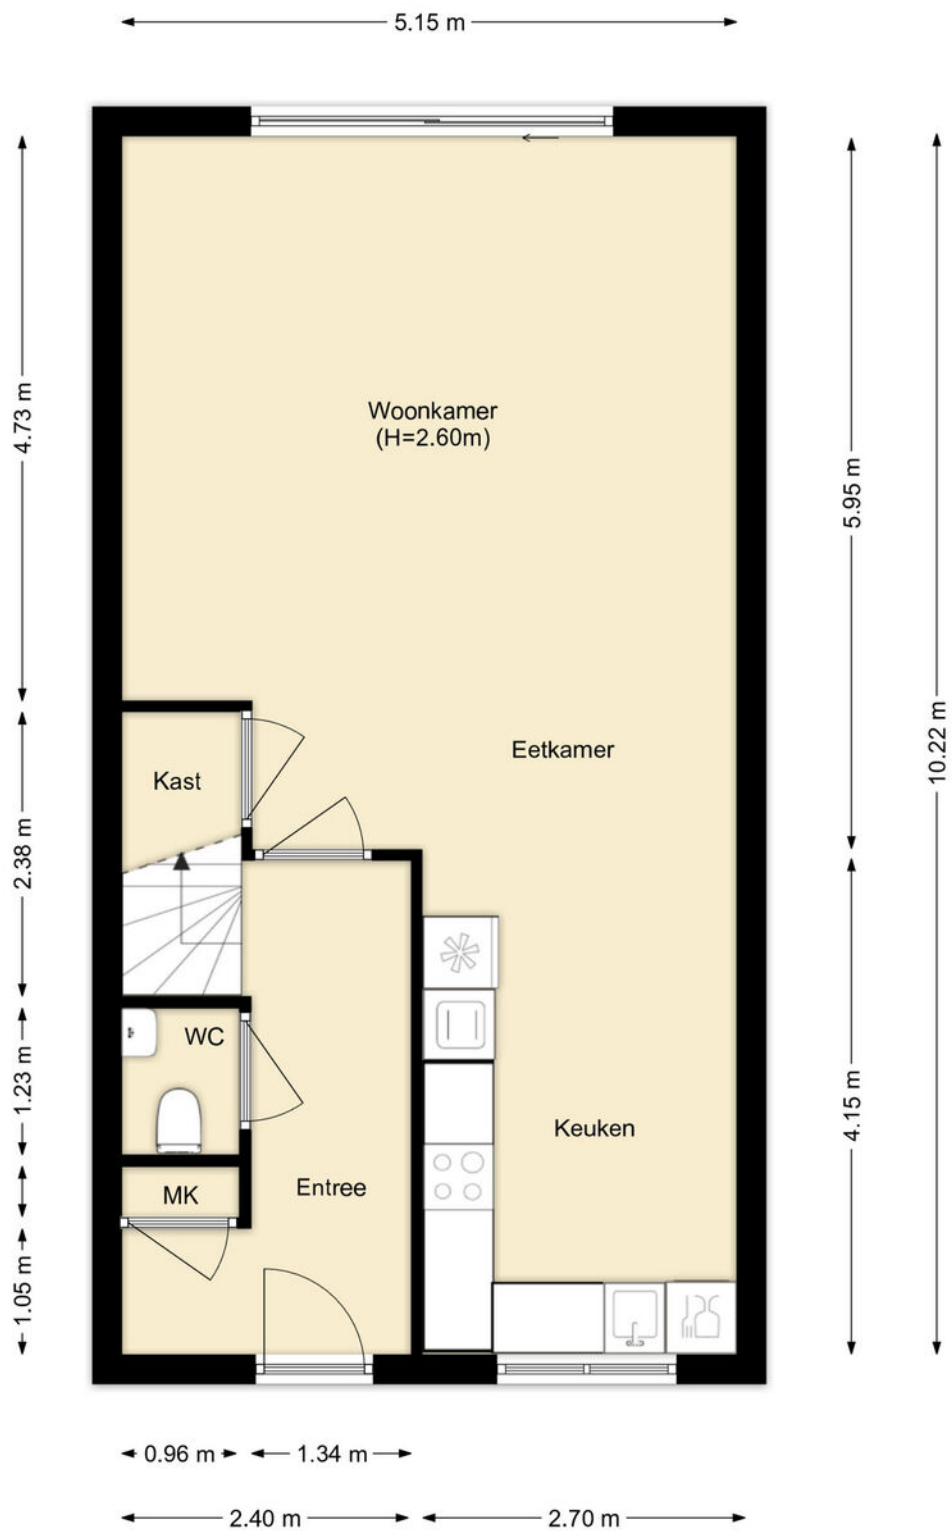 5.15 m
4.73 m
Woonkamer
(H=2.60m)
5.95 m
10.22 m
Eetkamer
Kast
2.38 m
WC
1.23 m
4.15 m
Keuken
MK
Entree
1.05 m
0.96 m
1.34 m
2.40 m
2.70 m